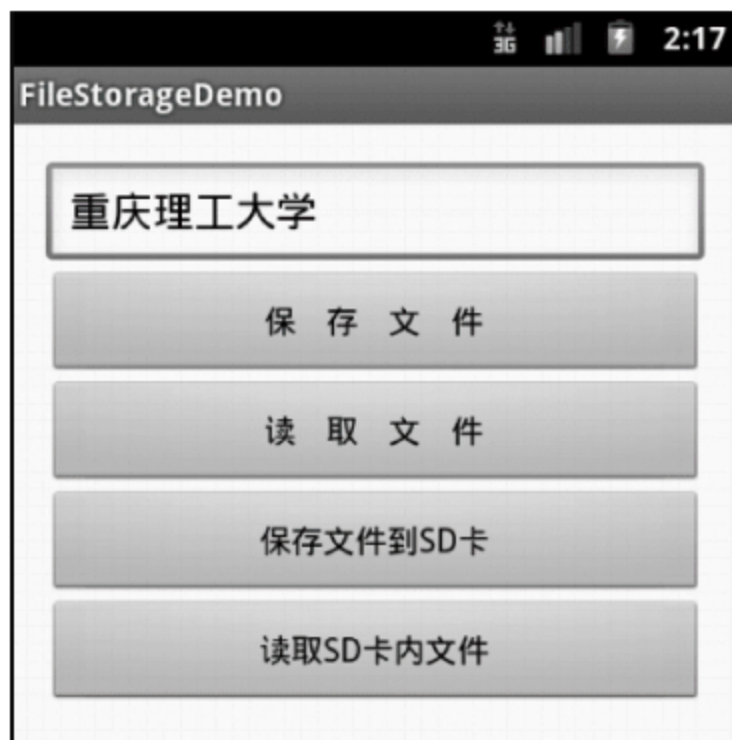 3G 2:17
FileStorageDemo
重庆理工大学
保 存 文 件
读 取 文 件
保存文件到SD卡
读取SD卡内文件